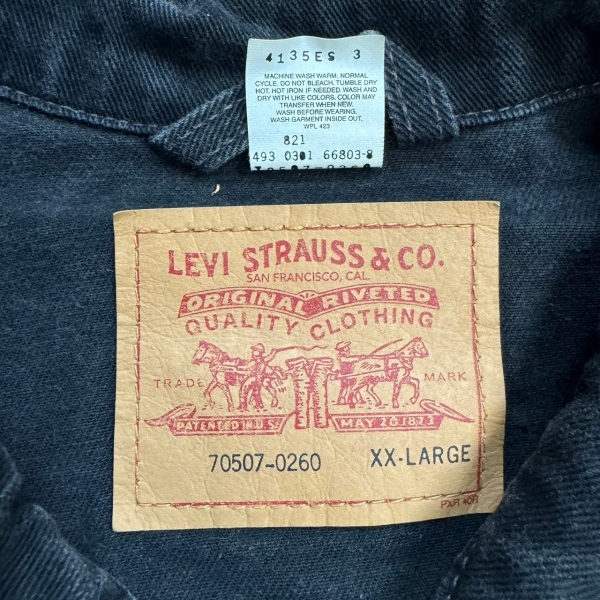 4135ES 3
MACHINE WASH WARM, NORMAL
CYCLE. DO NOT BLEACH, TUMBLE DRY
HOT. HOT IRON IF NEEDED. WASH AND
DRY WITH LIKE COLORS, COLOR MAY
TRANSFER WHEN NEW.
WASH BEFORE WEARING.
WASH GARMENT INSIDE OUT.
WPL 423
821
493 0301 66803-8
LEVI STRAUSS & CO.
SAN FRANCISCO, CAL.
ORIGINAL RIVETED
QUALITY CLOTHING
TRADE MARK
PATENTED IN U.S. MAY 20 1873
70507-0260 XX-LARGE